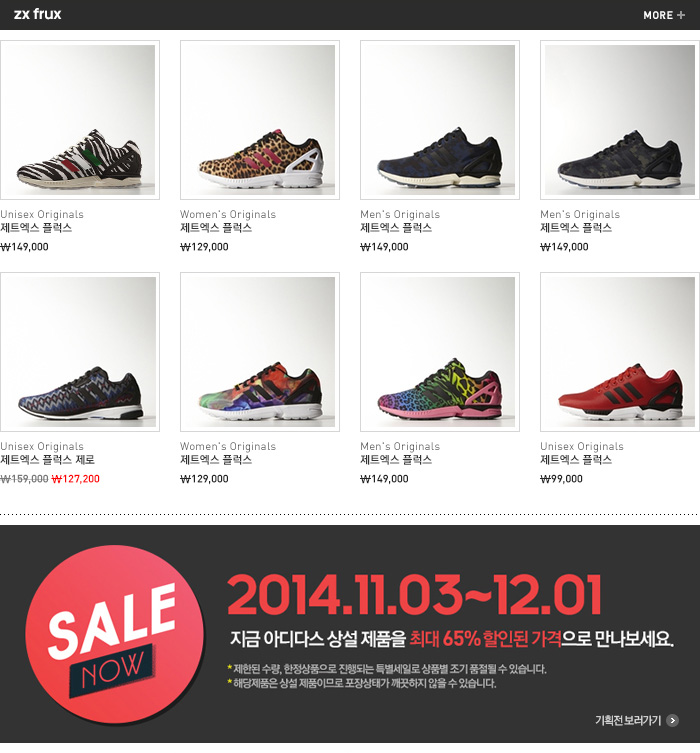 zx frux
MORE +
Unisex Originals
제트엑스 플럭스
₩149,000
Women's Originals
제트엑스 플럭스
₩129,000
Men's Originals
제트엑스 플럭스
₩149,000
Men's Originals
제트엑스 플럭스
₩149,000
Unisex Originals
제트엑스 플럭스 제로
₩159,000 ₩127,200
Women's Originals
제트엑스 플럭스
₩129,000
Men's Originals
제트엑스 플럭스
₩149,000
Unisex Originals
제트엑스 플럭스
₩99,000
SALE
NOW
2014.11.03~12.01
지금 아디다스 상설 제품을 최대 65% 할인된 가격으로 만나보세요.
* 제한된 수량, 한정상품으로 진행되는 특별세일로 상품별 조기 품절될 수 있습니다.
* 해당제품은 상설 제품이므로 포장상태가 깨끗하지 않을 수 있습니다.
기획전 보러가기